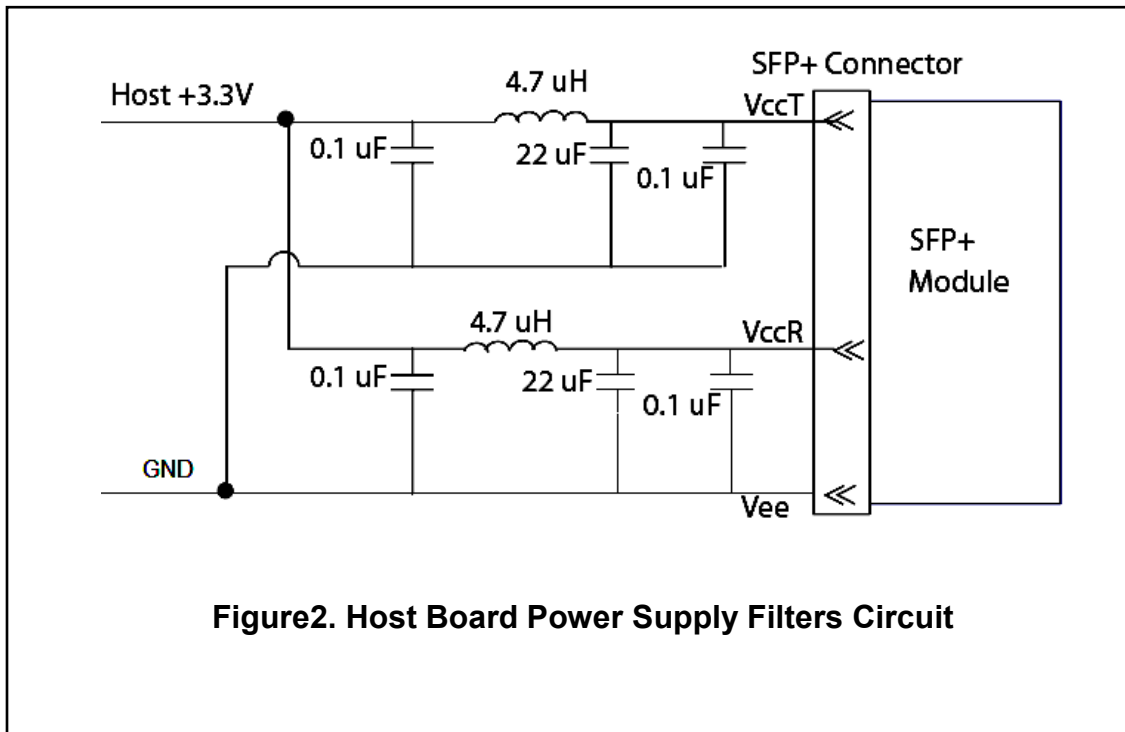 SFP+ Connector
4.7 uH
Host +3.3V
VccT
0.1 uF
22 uF
0.1 uF
SFP+
Module
4.7 uH
VccR
0.1 uF
22 uF
0.1 uF
GND
Vee
Figure2. Host Board Power Supply Filters Circuit